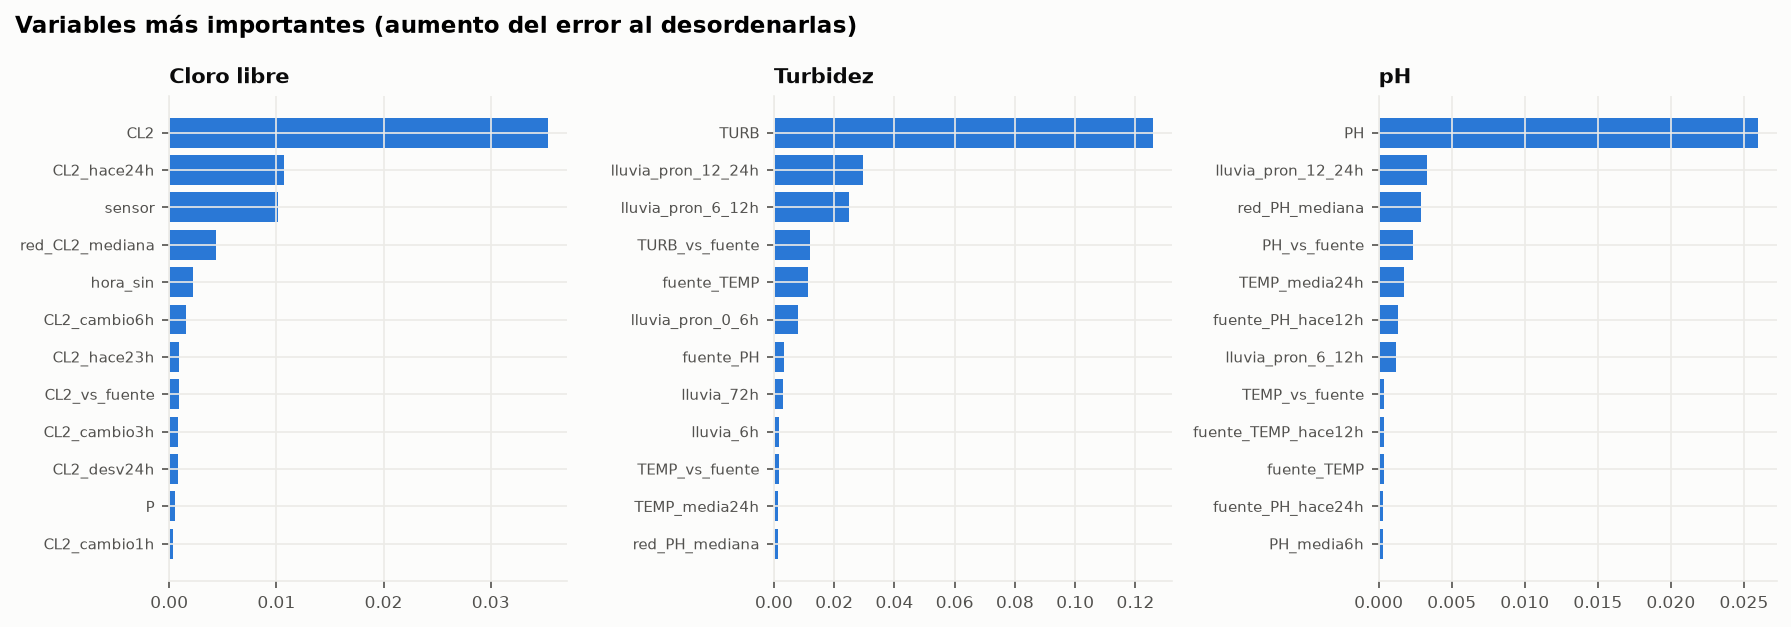 Variables más importantes (aumento del error al desordenarlas)
Cloro libre
CL2
CL2_hace24h
sensor
red_CL2_mediana
hora_sin
CL2_cambio6h
CL2_hace23h
CL2_vs_fuente
CL2_cambio3h
CL2_desv24h
P
CL2_cambio1h
0.00 0.01 0.02 0.03
Turbidez
TURB
lluvia_pron_12_24h
lluvia_pron_6_12h
TURB_vs_fuente
fuente_TEMP
lluvia_pron_0_6h
fuente_PH
lluvia_72h
lluvia_6h
TEMP_vs_fuente
TEMP_media24h
red_PH_mediana
0.00 0.02 0.04 0.06 0.08 0.10 0.12
pH
PH
lluvia_pron_12_24h
red_PH_mediana
PH_vs_fuente
TEMP_media24h
fuente_PH_hace12h
lluvia_pron_6_12h
TEMP_vs_fuente
fuente_TEMP_hace12h
fuente_TEMP
fuente_PH_hace24h
PH_media6h
0.000 0.005 0.010 0.015 0.020 0.025